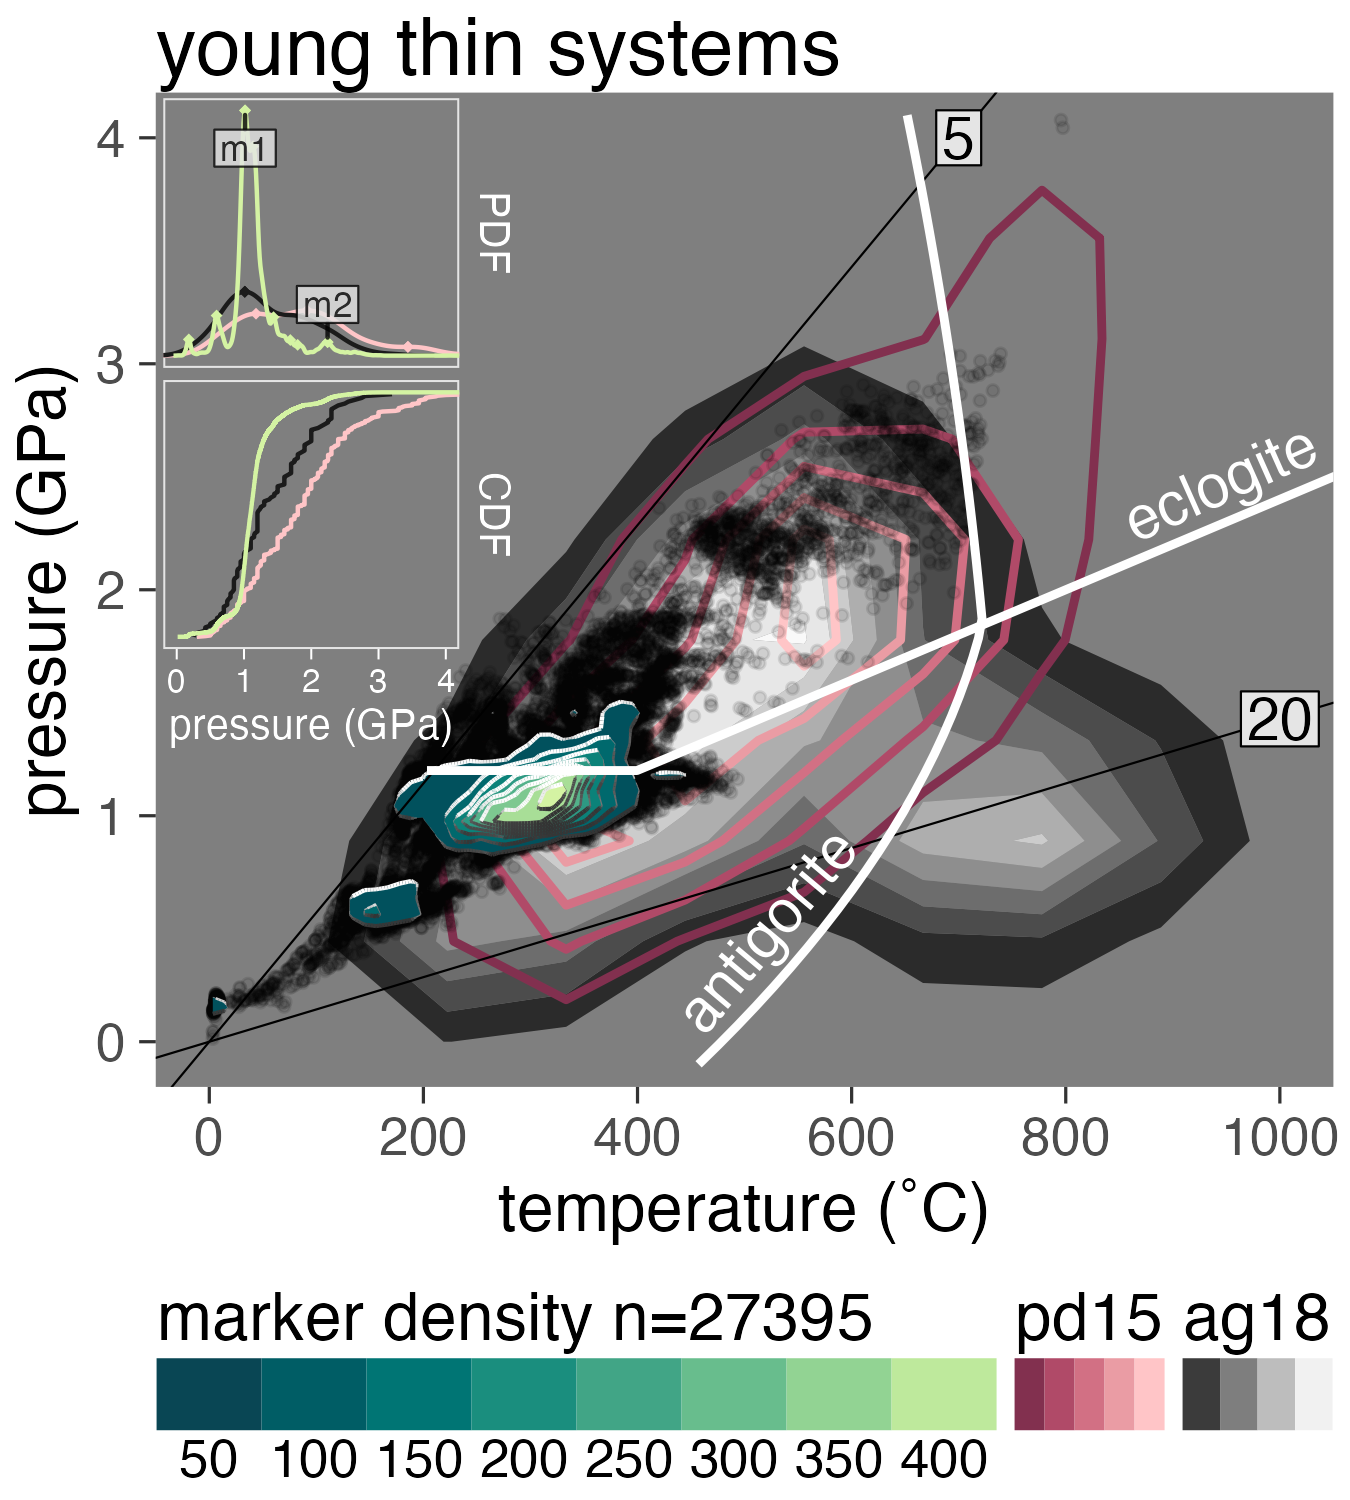 young thin systems
pressure (GPa)
4
3
2
1
0
m1
m2
PDF
CDF
0 1 2 3 4
pressure (GPa)
5
eclogite
20
antigorite
0 200 400 600 800 1000
temperature (˚C)
marker density n=27395
50 100 150 200 250 300 350 400
pd15
ag18